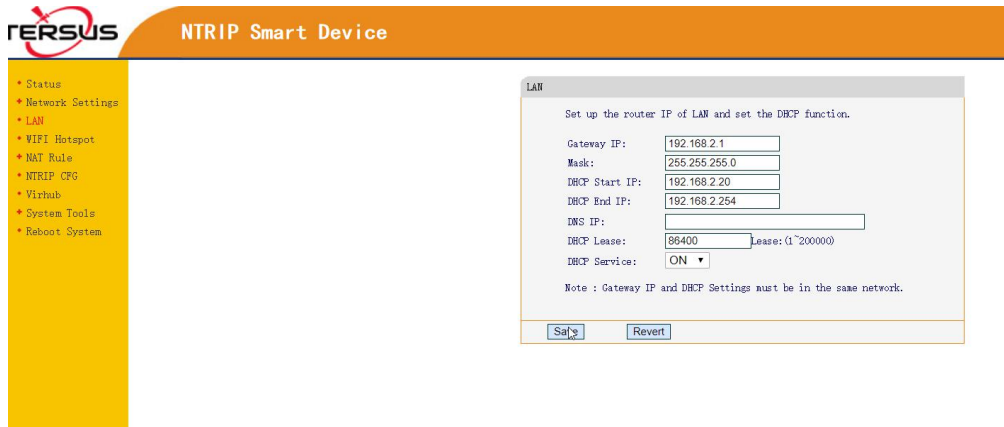 TERSUS
NTRIP Smart Device
Status
Network Settings
LAN
WIFI Hotspot
NAT Rule
NTRIP CFG
Virhub
System Tools
Reboot System
LAN
Set up the router IP of LAN and set the DHCP function.
Gateway IP: 192.168.2.1
Mask: 255.255.255.0
DHCP Start IP: 192.168.2.20
DHCP End IP: 192.168.2.254
DNS IP:
DHCP Lease: 86400 Lease:(1~200000)
DHCP Service: ON
Note : Gateway IP and DHCP Settings must be in the same network.
Save Revert